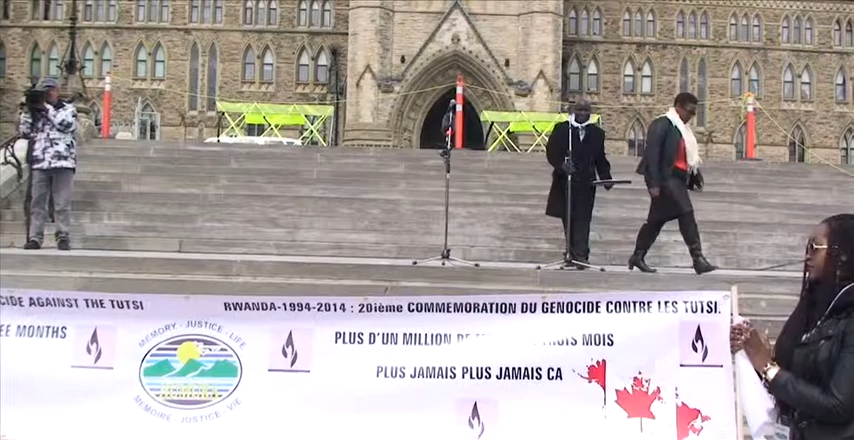 CIDE AGAINST THE TUTSI
RWANDA-1994-2014 : 20ième COMMEMORATION DU GENOCIDE CONTRE LES TUTSI.
EE MONTHS
PLUS D'UN MILLION DE
TROIS MOIS
PLUS JAMAIS PLUS JAMAIS CA
MEMORY - JUSTICE - LIFE
MEMOIRE - JUSTICE - VIE